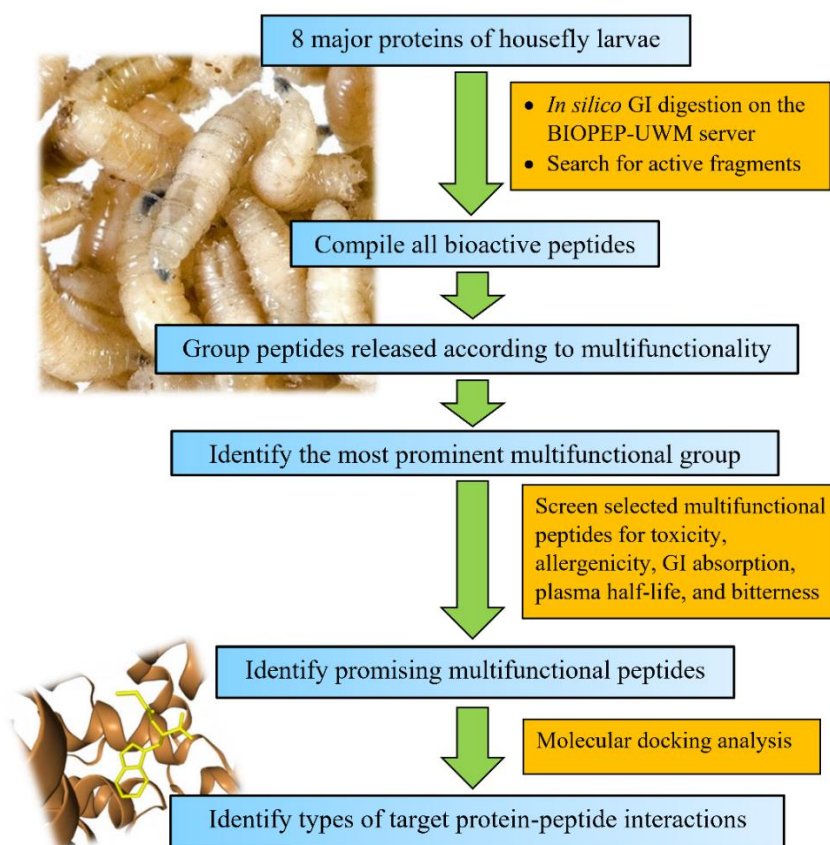 8 major proteins of housefly larvae
• In silico GI digestion on the
BIOPEP-UWM server
• Search for active fragments
Compile all bioactive peptides
Group peptides released according to multifunctionality
Identify the most prominent multifunctional group
Screen selected multifunctional
peptides for toxicity,
allergenicity, GI absorption,
plasma half-life, and bitterness
Identify promising multifunctional peptides
Molecular docking analysis
Identify types of target protein-peptide interactions